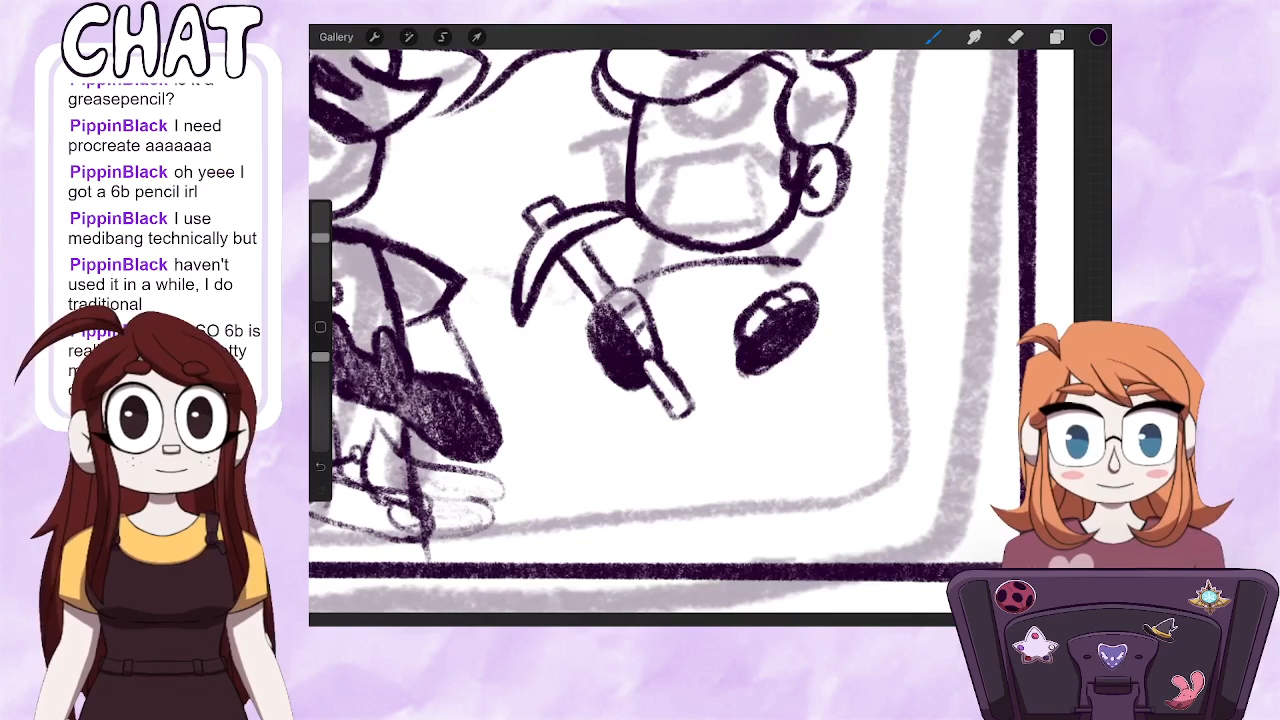 CHAT
Gallery
greasepencil?
PippinBlack I need
procreate aaaaaaa
PippinBlack oh yeee I
got a 6b pencil irl
PippinBlack I use
medibang technically but
PippinBlack haven't
used it in a while, I do
traditional
SO 6b is